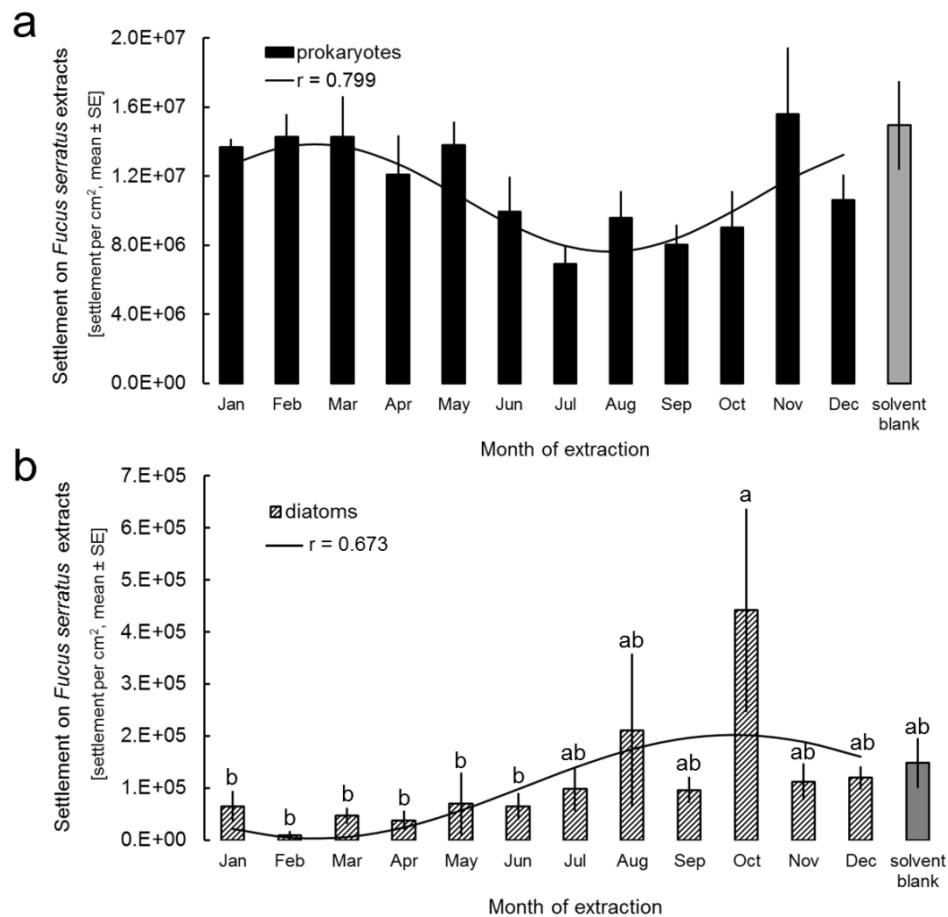 a
Settlement on Fucus serratus extracts
[settlement per cm², mean ± SE]
2.0E+07
1.6E+07
1.2E+07
8.0E+06
4.0E+06
0.0E+00
prokaryotes
r = 0.799
Jan Feb Mar Apr May Jun Jul Aug Sep Oct Nov Dec solvent
blank
Month of extraction
b
Settlement on Fucus serratus extracts
[settlement per cm², mean ± SE]
7.E+05
6.E+05
5.E+05
4.E+05
3.E+05
2.E+05
1.E+05
0.E+00
diatoms
r = 0.673
b b b b b b ab ab ab a ab ab ab
Jan Feb Mar Apr May Jun Jul Aug Sep Oct Nov Dec solvent
blank
Month of extraction